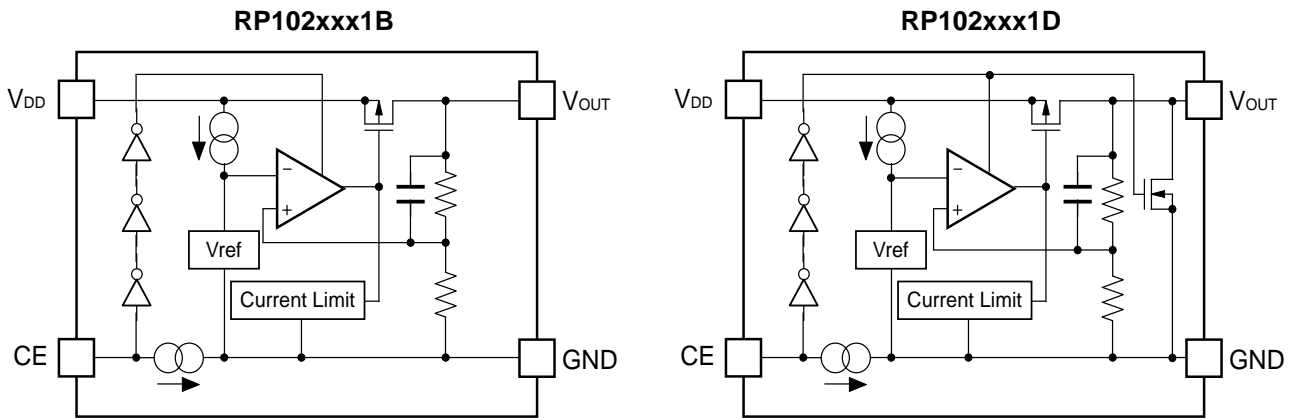 RP102xxx1B
VDD
VOUT
−
+
Vref
Current Limit
CE
GND
RP102xxx1D
VDD
VOUT
−
+
Vref
Current Limit
CE
GND